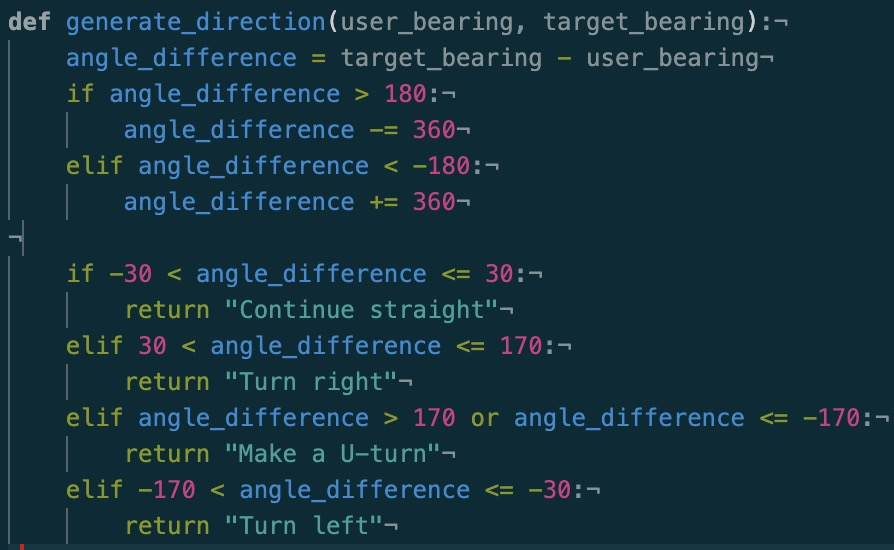 def generate_direction(user_bearing, target_bearing):¬
    angle_difference = target_bearing - user_bearing¬
    if angle_difference > 180:¬
        angle_difference -= 360¬
    elif angle_difference < -180:¬
        angle_difference += 360¬
¬
    if -30 < angle_difference <= 30:¬
        return "Continue straight"¬
    elif 30 < angle_difference <= 170:¬
        return "Turn right"¬
    elif angle_difference > 170 or angle_difference <= -170:¬
        return "Make a U-turn"¬
    elif -170 < angle_difference <= -30:¬
        return "Turn left"¬